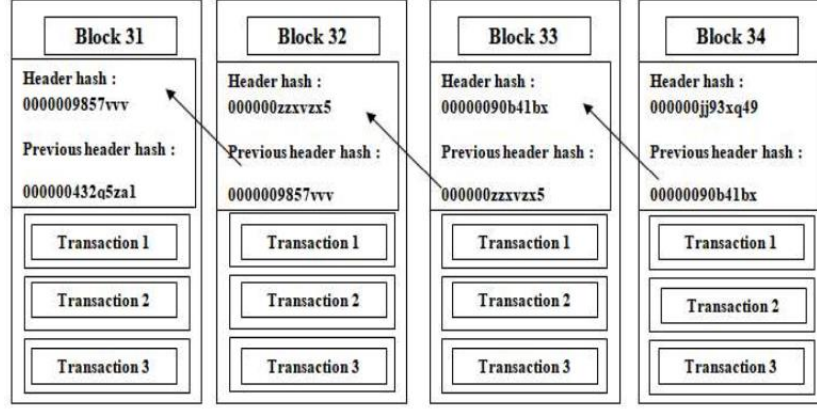 Block 31
Header hash :
0000009857vvv
Previous header hash :
000000432q5za1
Transaction 1
Transaction 2
Transaction 3
Block 32
Header hash :
000000zzxvzx5
Previous header hash :
0000009857vvv
Transaction 1
Transaction 2
Transaction 3
Block 33
Header hash :
00000090b41bx
Previous header hash :
000000zzxvzx5
Transaction 1
Transaction 2
Transaction 3
Block 34
Header hash :
000000jj93xq49
Previous header hash :
00000090b41bx
Transaction 1
Transaction 2
Transaction 3